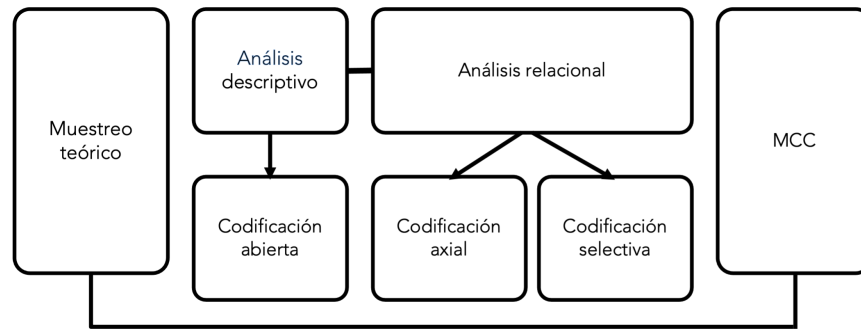 Muestreo
teórico
Análisis
descriptivo
Análisis relacional
MCC
Codificación
abierta
Codificación
axial
Codificación
selectiva